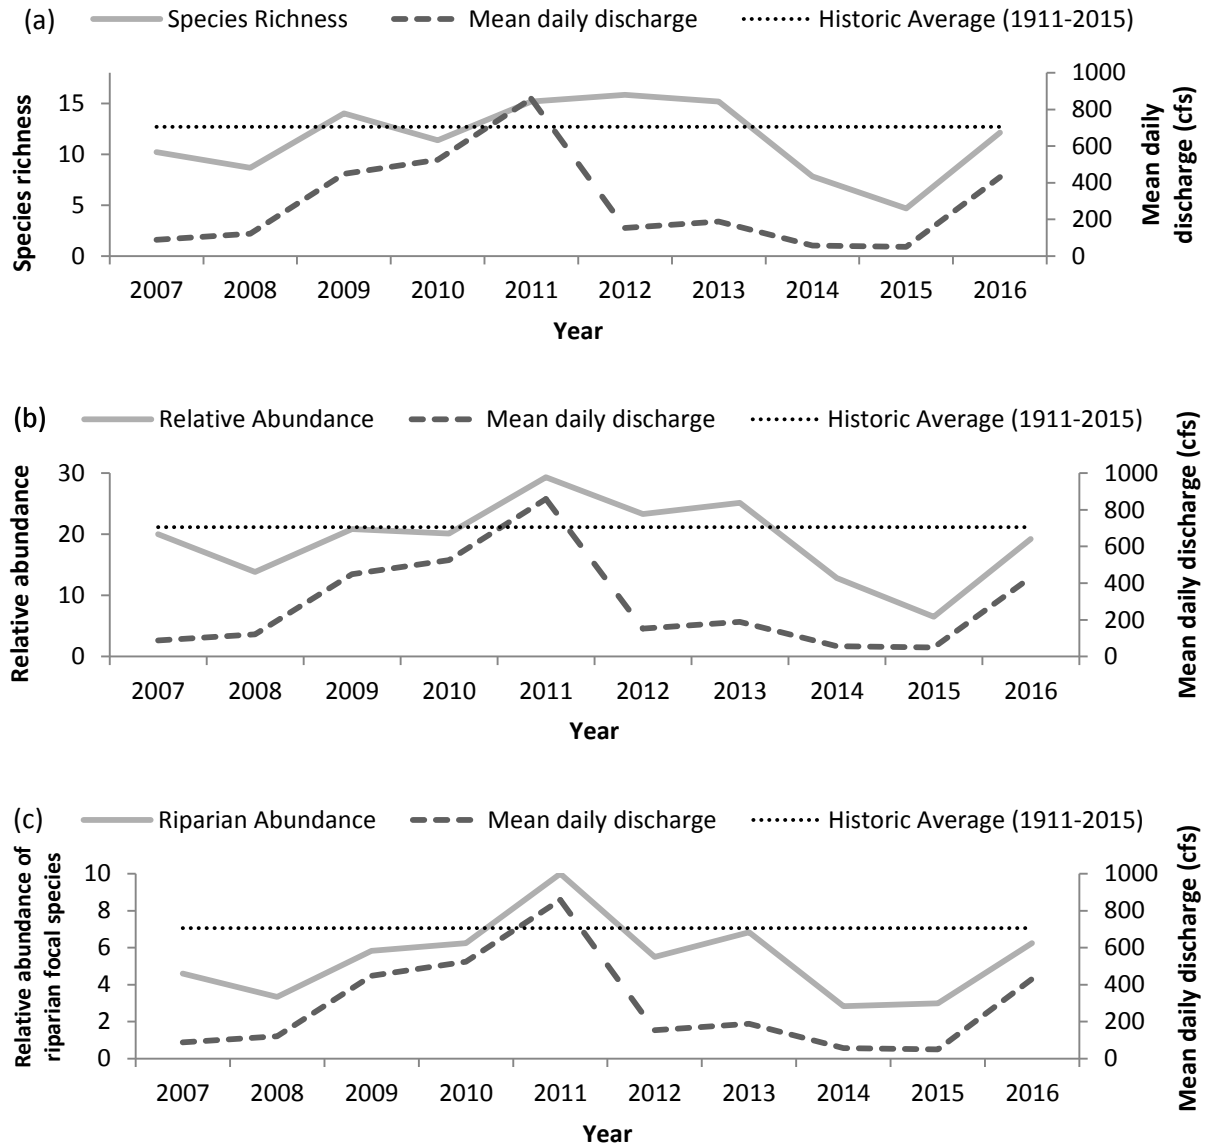 (a) Species Richness Mean daily discharge Historic Average (1911-2015)
Species richness
15
10
5
0
1000
800
600
400
200
0
Mean daily
discharge (cfs)
2007 2008 2009 2010 2011 2012 2013 2014 2015 2016
Year
(b) Relative Abundance Mean daily discharge Historic Average (1911-2015)
Relative abundance
30
20
10
0
1000
800
600
400
200
0
Mean daily discharge (cfs)
2007 2008 2009 2010 2011 2012 2013 2014 2015 2016
Year
(c) Riparian Abundance Mean daily discharge Historic Average (1911-2015)
Relative abundance of
riparian focal species
10
8
6
4
2
0
1000
800
600
400
200
0
Mean daily discharge (cfs)
2007 2008 2009 2010 2011 2012 2013 2014 2015 2016
Year